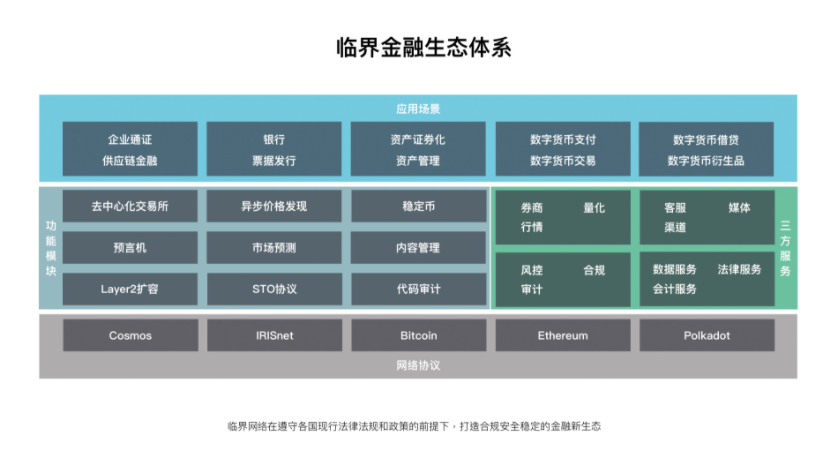 临界金融生态体系
应用场景
企业通证
供应链金融
银行
票据发行
资产证券化
资产管理
数字货币支付
数字货币交易
数字货币借贷
数字货币衍生品
功能模块
去中心化交易所
异步价格发现
稳定币
预言机
市场预测
内容管理
Layer2扩容
STO协议
代码审计
券商 量化
行情
客服 媒体
渠道
风控 合规
审计
数据服务 法律服务
会计服务
三方服务
Cosmos
IRISnet
Bitcoin
Ethereum
Polkadot
网络协议
临界网络在遵守各国现行法律法规和政策的前提下，打造合规安全稳定的金融新生态